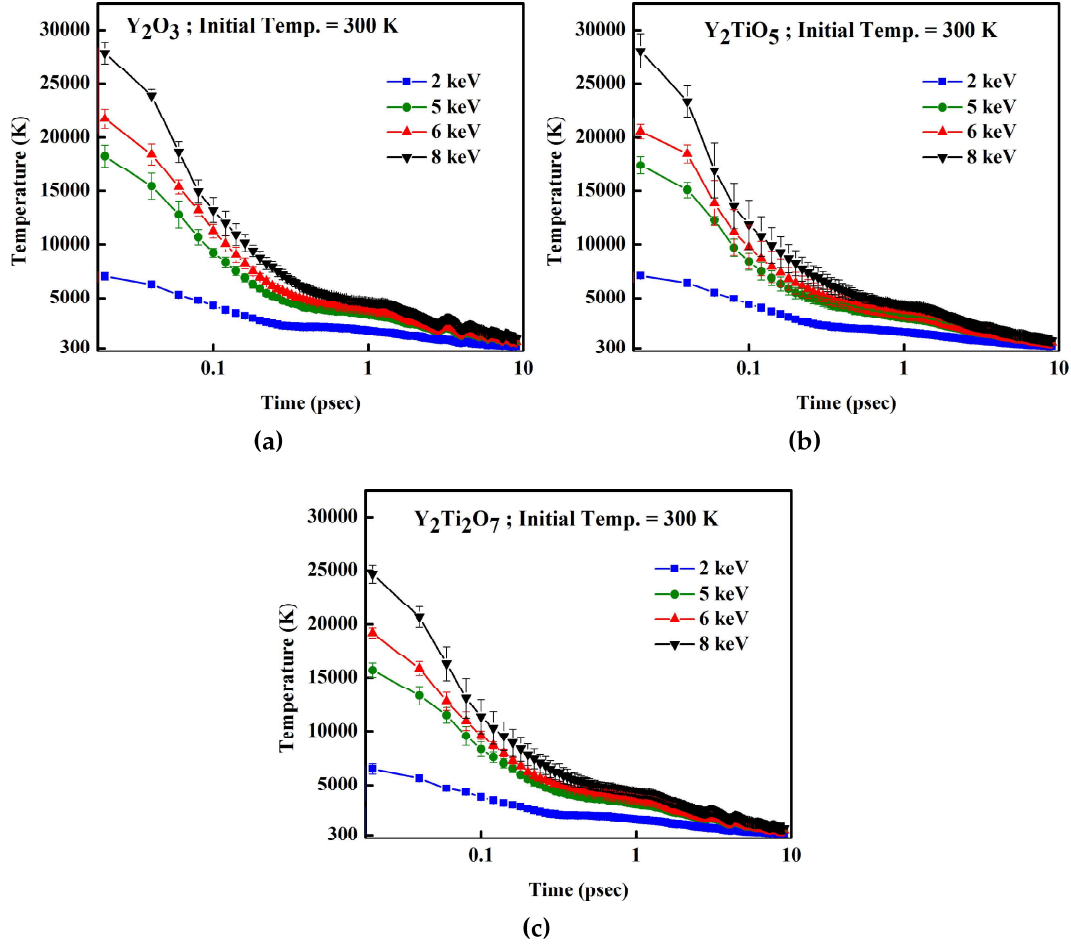 Y2O3 ; Initial Temp. = 300 K
30000
25000
20000
15000
10000
5000
300
Temperature (K)
2 keV
5 keV
6 keV
8 keV
0.1
1
10
Time (psec)
(a)
Y2TiO5 ; Initial Temp. = 300 K
30000
25000
20000
15000
10000
5000
300
Temperature (K)
2 keV
5 keV
6 keV
8 keV
0.1
1
10
Time (psec)
(b)
Y2Ti2O7 ; Initial Temp. = 300 K
30000
25000
20000
15000
10000
5000
300
Temperature (K)
2 keV
5 keV
6 keV
8 keV
0.1
1
10
Time (psec)
(c)